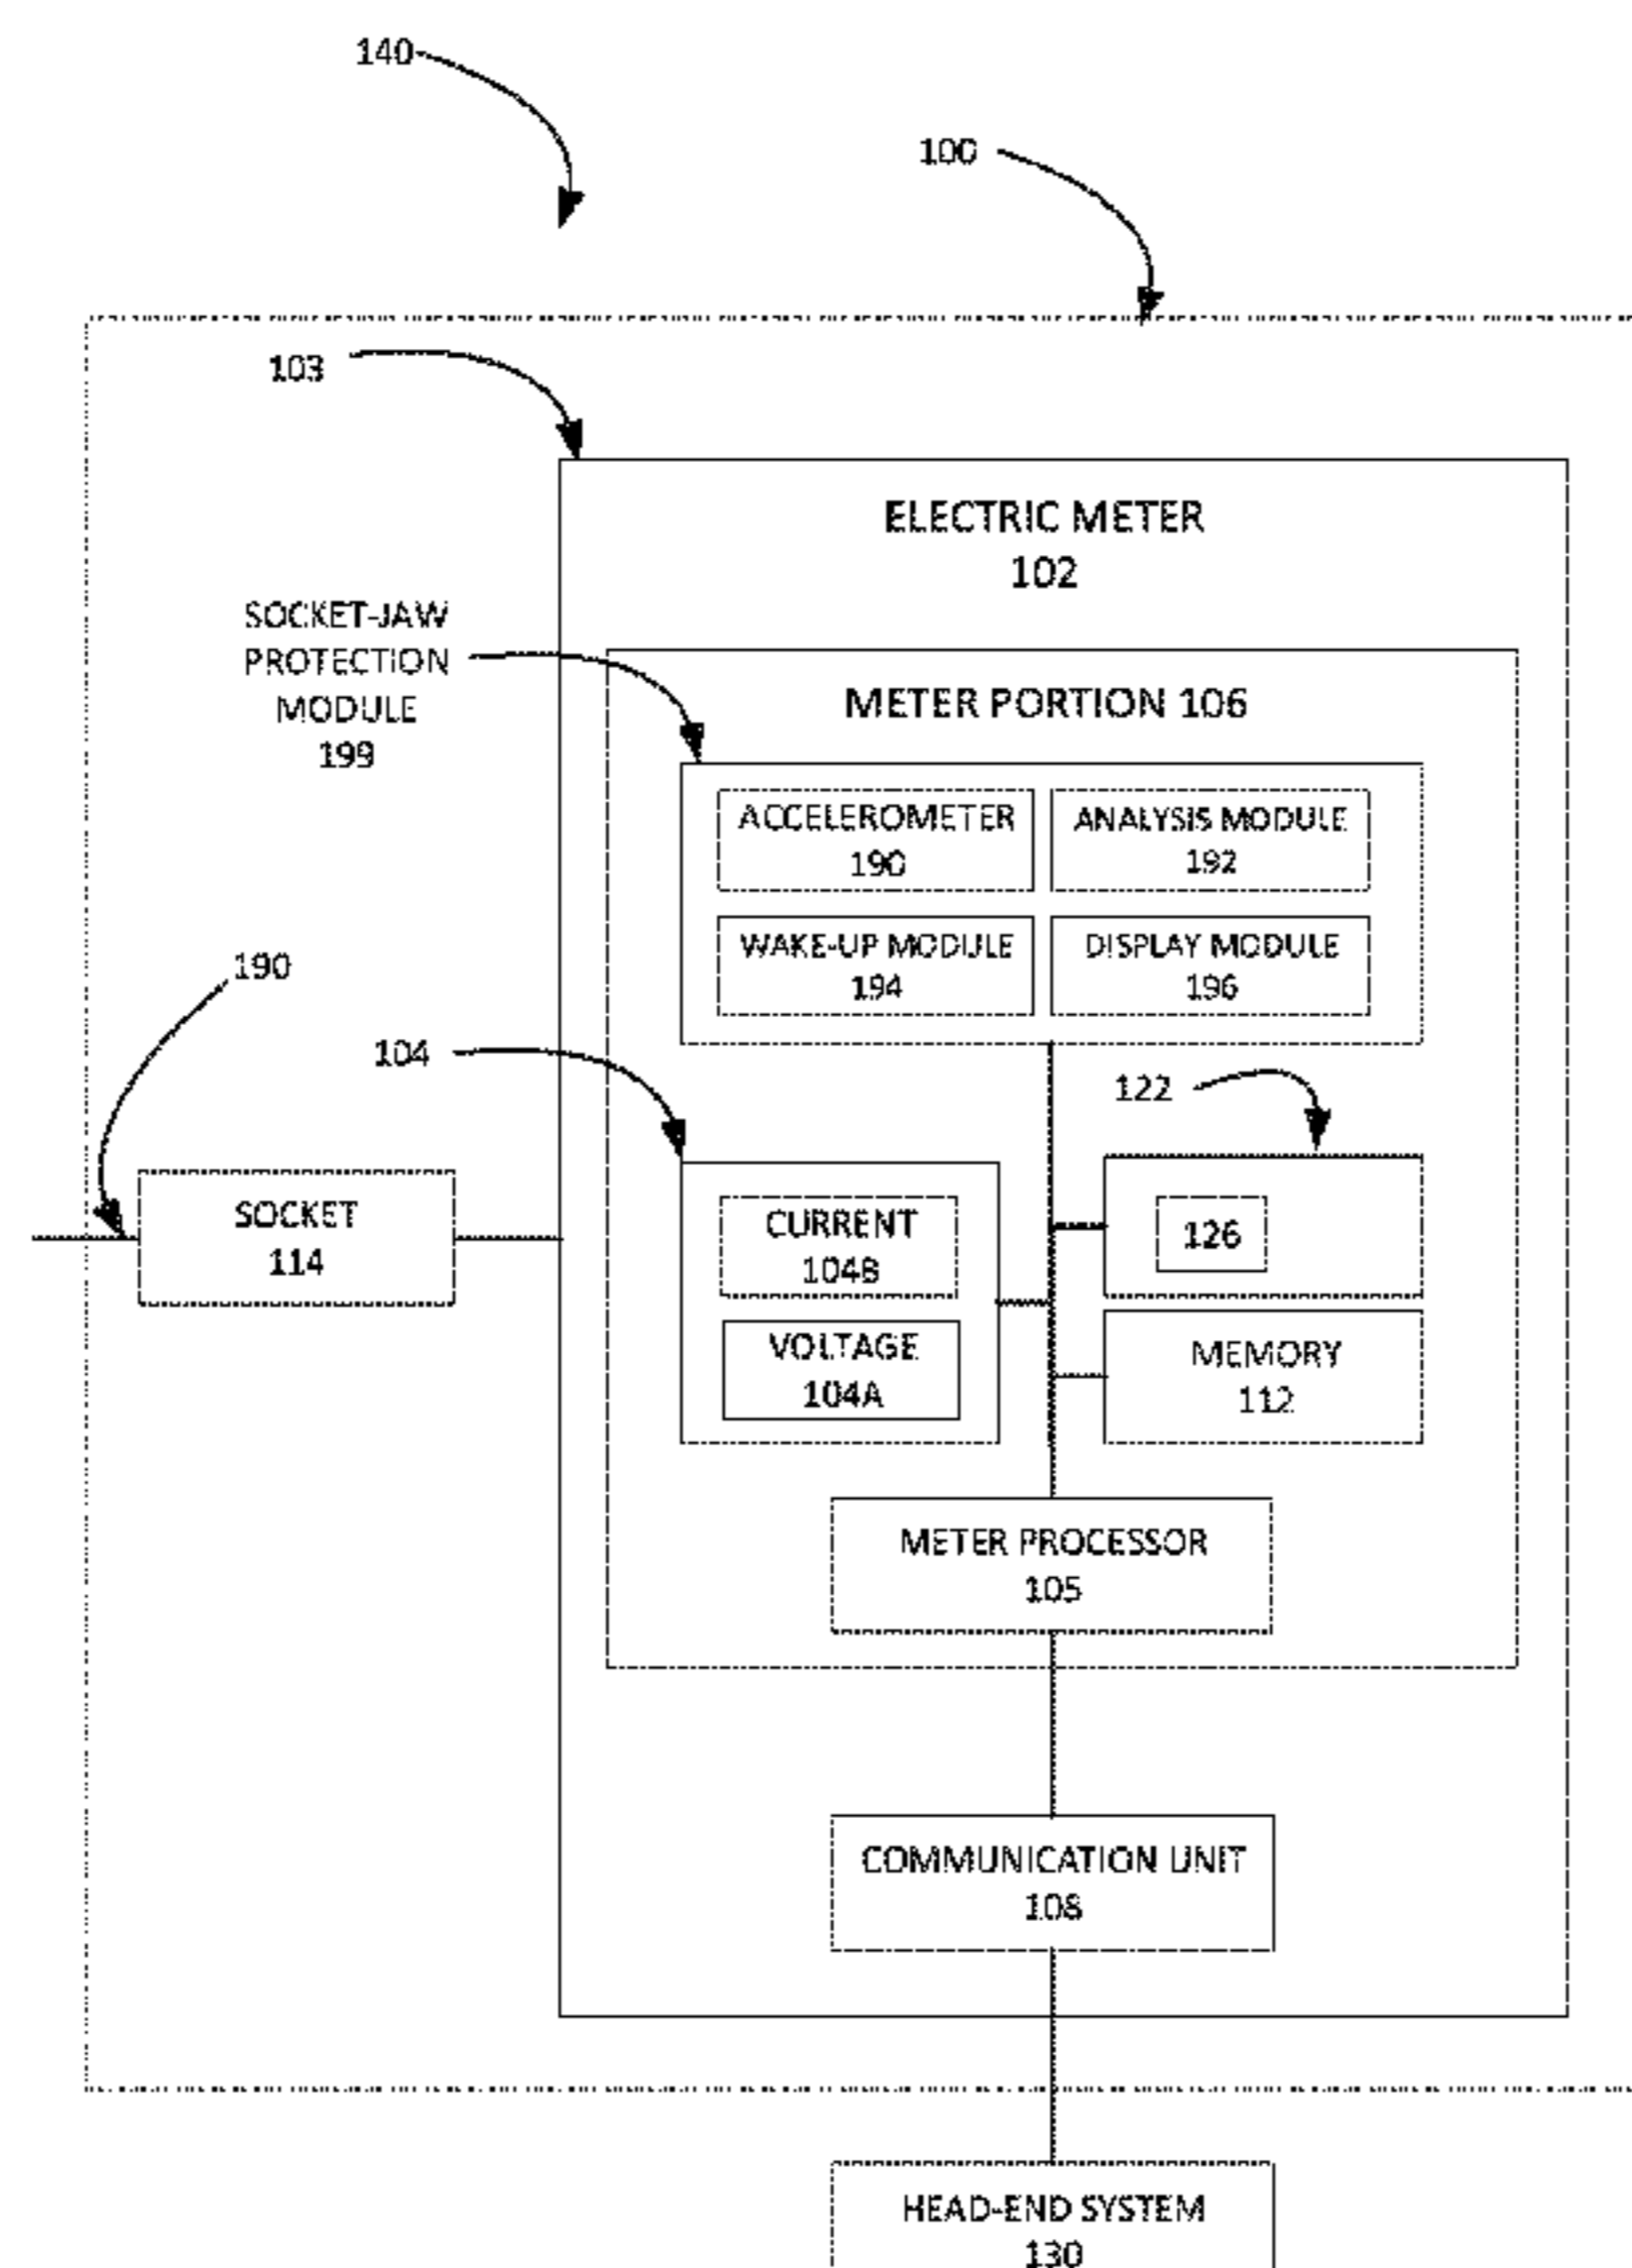 140
100
103
ELECTRIC METER
102
SOCKET-JAW
PROTECTION
MODULE
199
METER PORTION 106
ACCELEROMETER
190
ANALYSIS MODULE
192
WAKE-UP MODULE
194
DISPLAY MODULE
196
190
104
122
SOCKET
114
CURRENT
104B
126
VOLTAGE
104A
MEMORY
112
METER PROCESSOR
105
COMMUNICATION UNIT
108
HEAD-END SYSTEM
130